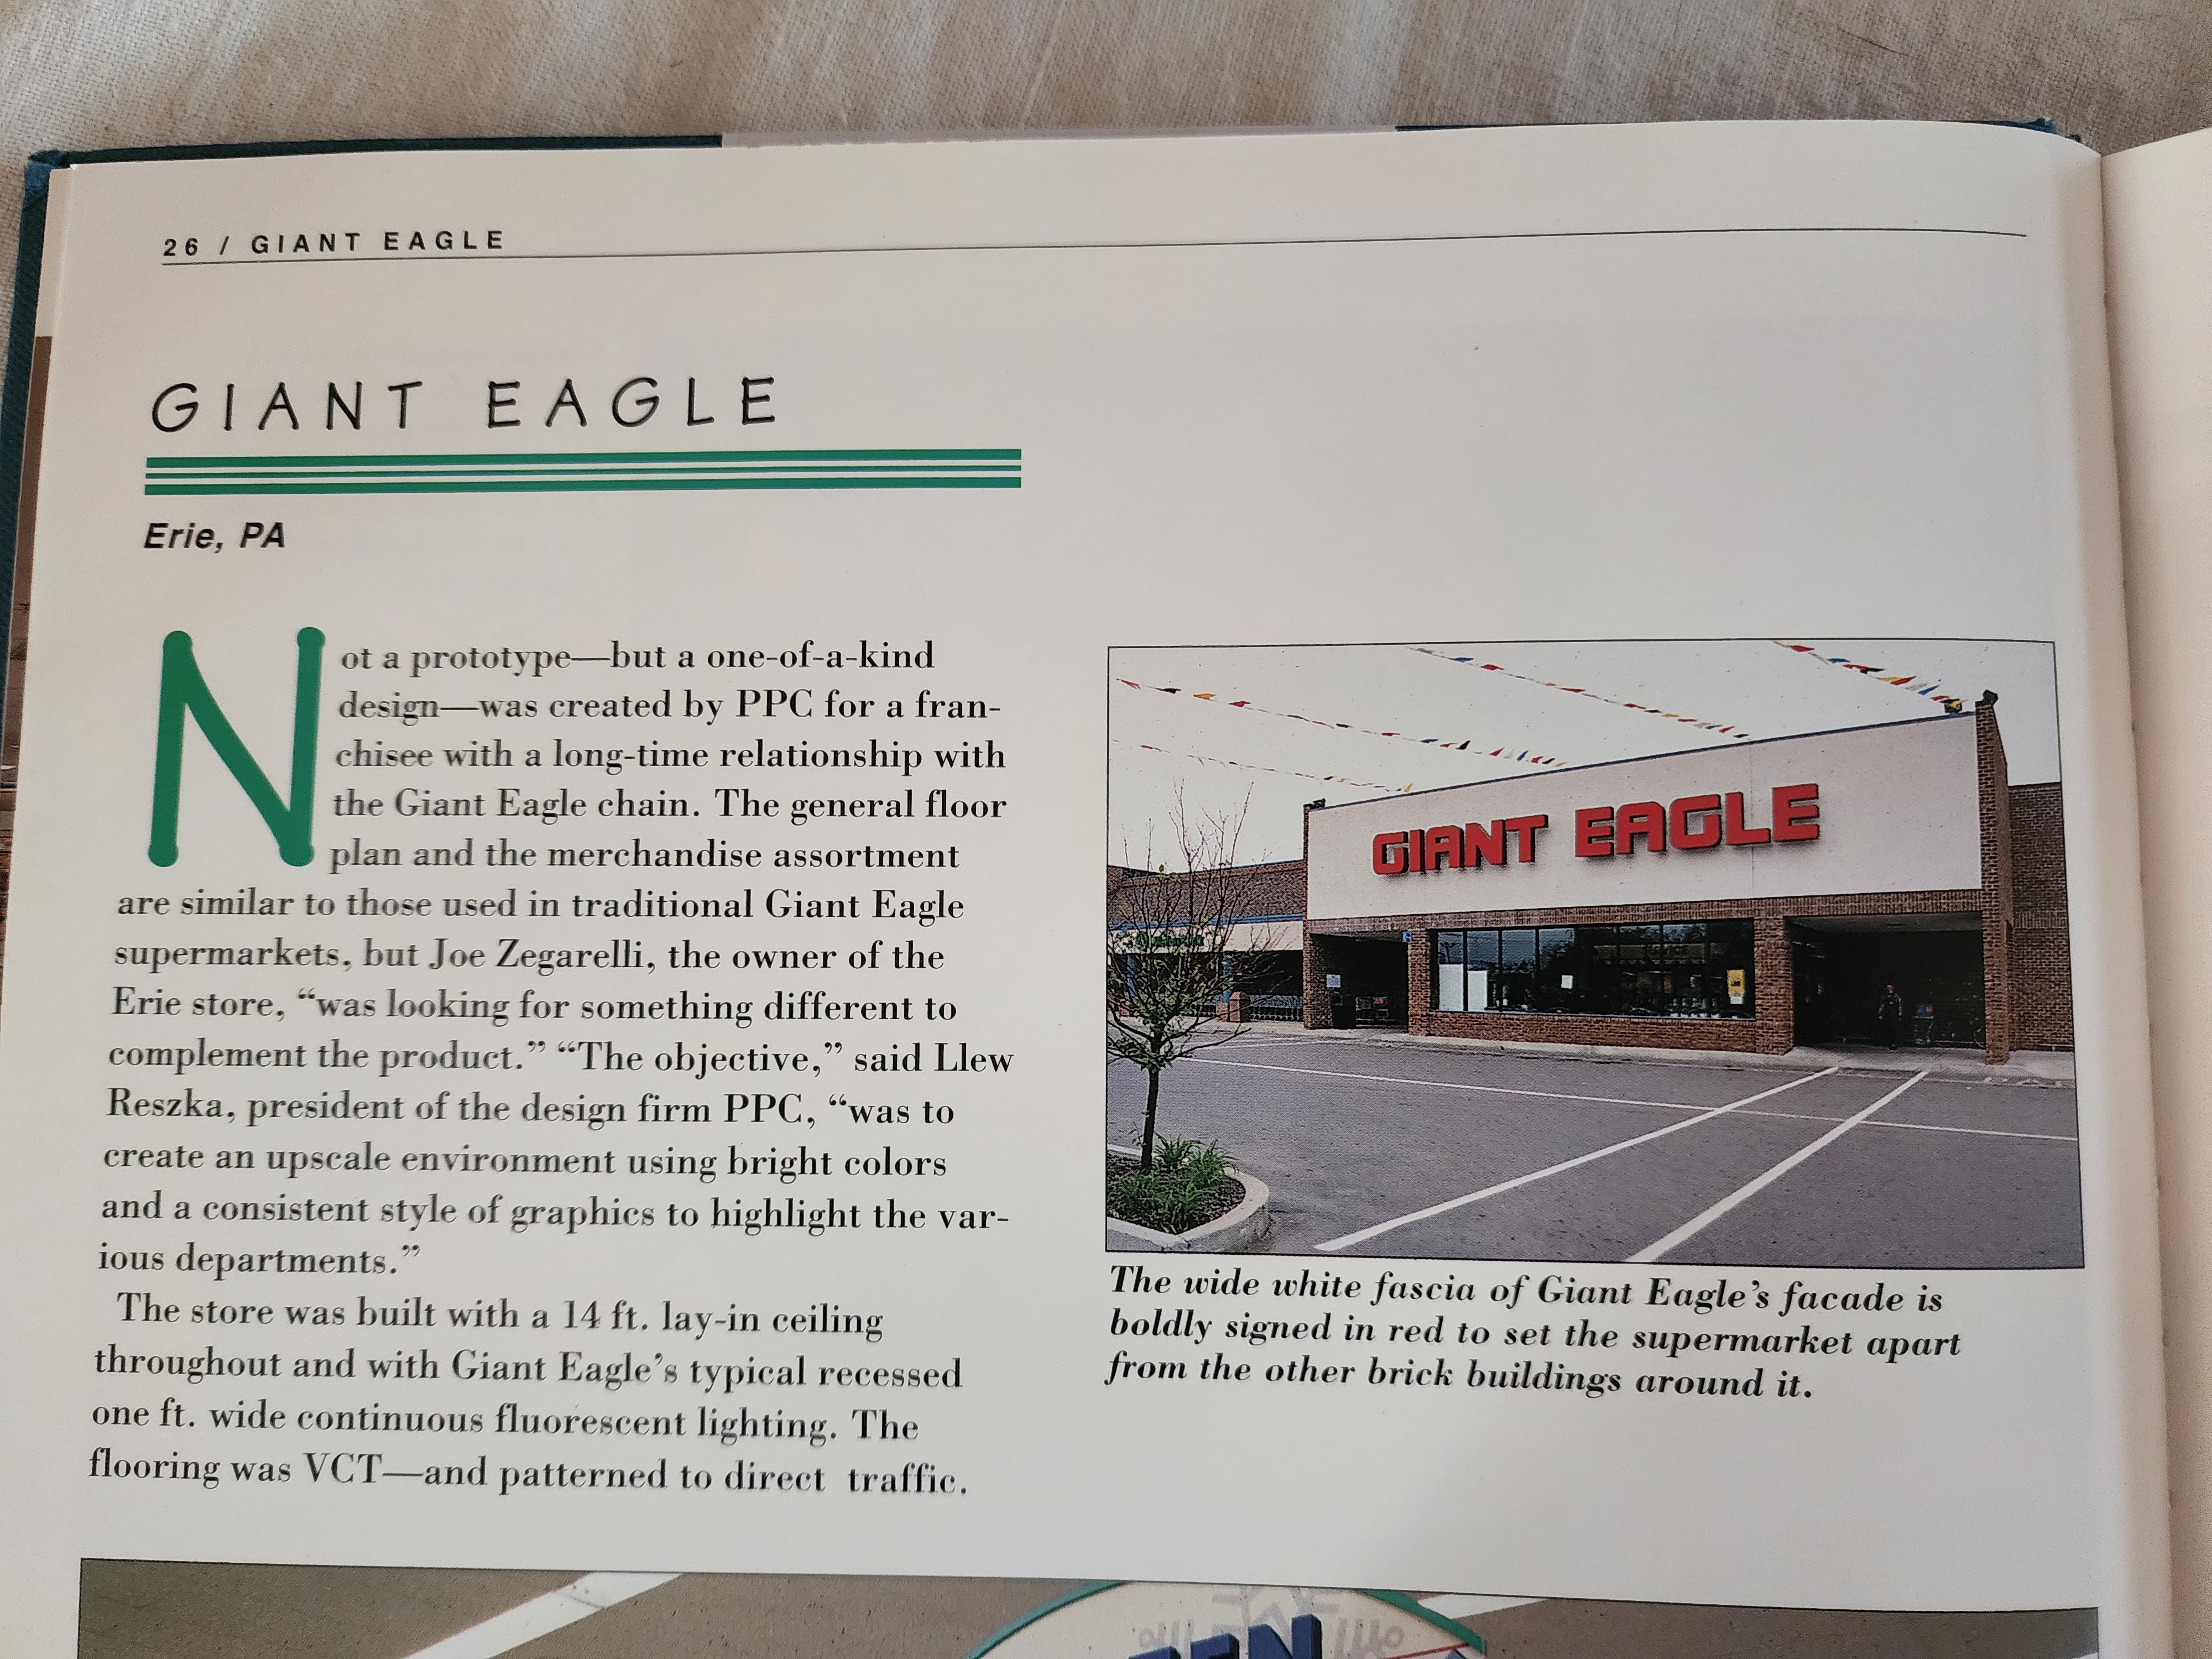 26 / GIANT EAGLE
GIANT EAGLE
Erie, PA
Not a prototype—but a one-of-a-kind
design—was created by PPC for a fran-
chisee with a long-time relationship with
the Giant Eagle chain. The general floor
plan and the merchandise assortment
are similar to those used in traditional Giant Eagle
supermarkets, but Joe Zegarelli, the owner of the
Erie store, “was looking for something different to
complement the product.” “The objective,” said Llew
Reszka, president of the design firm PPC, “was to
create an upscale environment using bright colors
and a consistent style of graphics to highlight the var-
ious departments.”
The store was built with a 14 ft. lay-in ceiling
throughout and with Giant Eagle’s typical recessed
one ft. wide continuous fluorescent lighting. The
flooring was VCT—and patterned to direct  traffic.
GIANT EAGLE
The wide white fascia of Giant Eagle’s facade is
boldly signed in red to set the supermarket apart
from the other brick buildings around it.